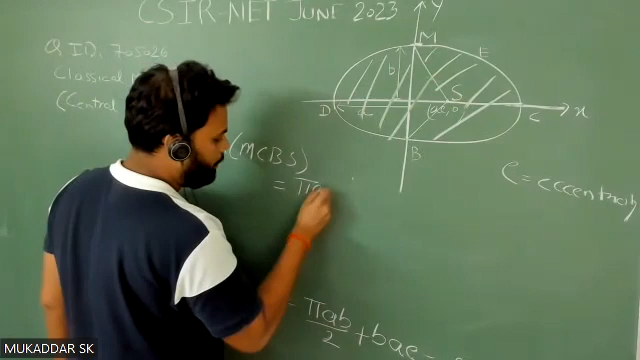 CSIR-NET JUNE 2023
Q ID. 705026
Classical
(Central
y
M
E
b
S
D
a
(ae,0)
C
x
B
(MCBS)
= πa
e = eccentricity
πab/2 + bae -
MUKADDAR SK